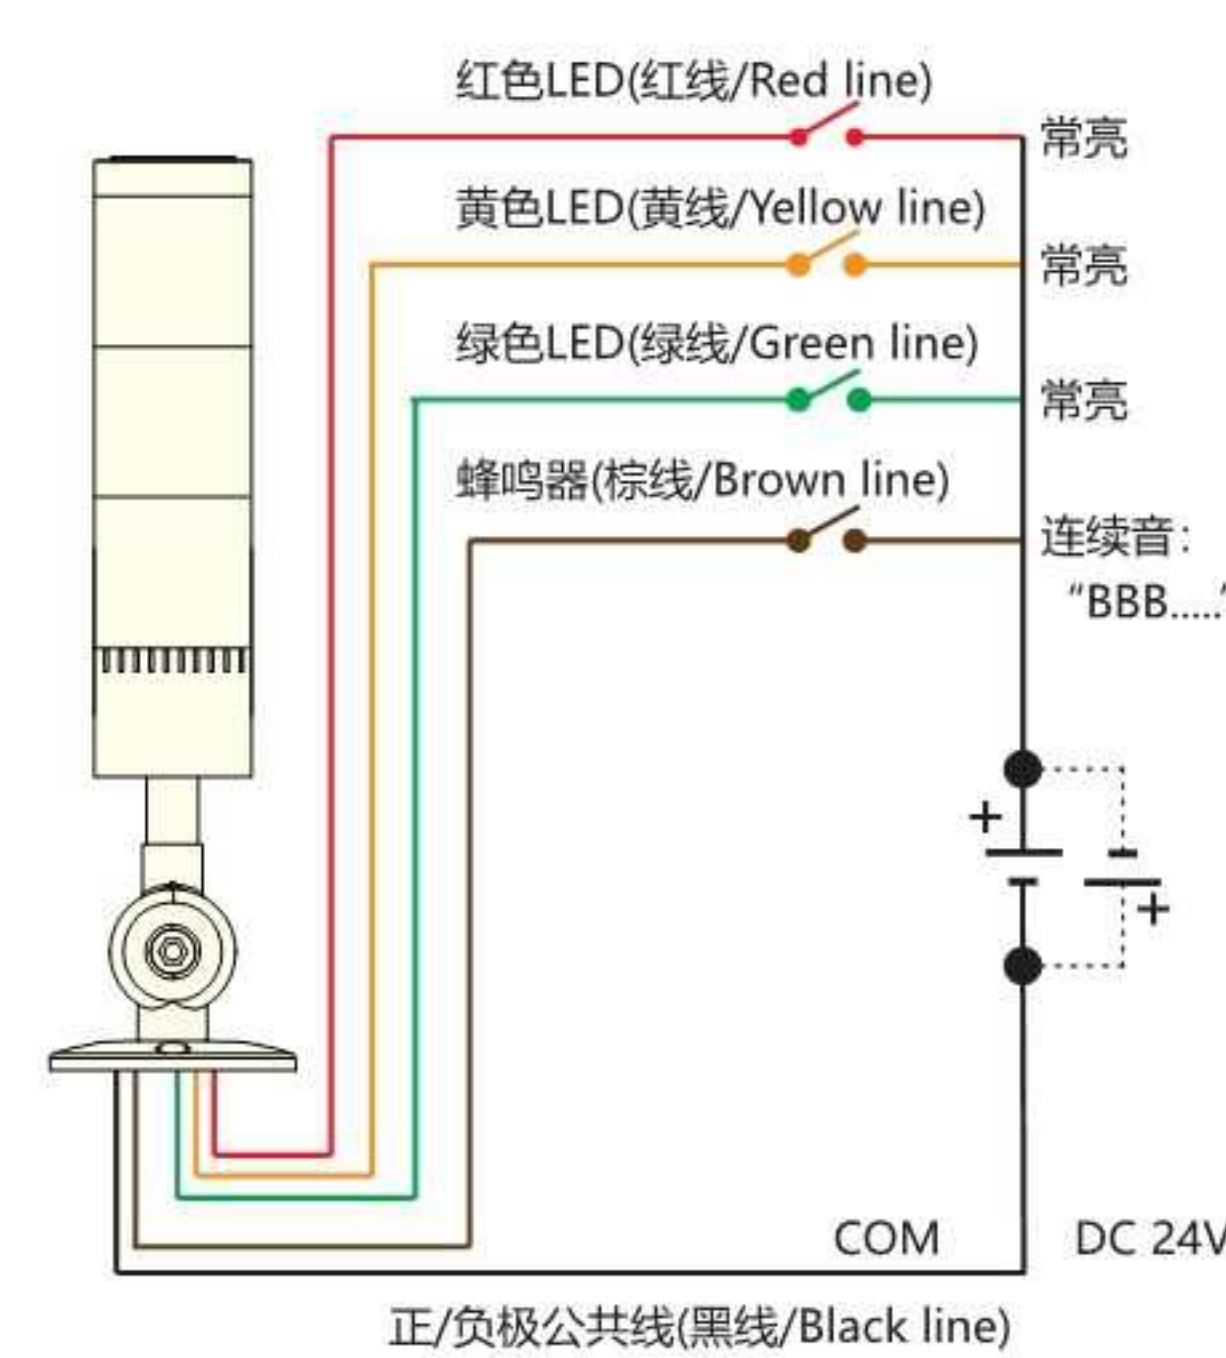 红色LED(红线/Red line)
常亮
黄色LED(黄线/Yellow line)
常亮
绿色LED(绿线/Green line)
常亮
蜂鸣器(棕线/Brown line)
连续音：
“BBB.....”
+
+
COM
DC 24V
正/负极公共线(黑线/Black line)